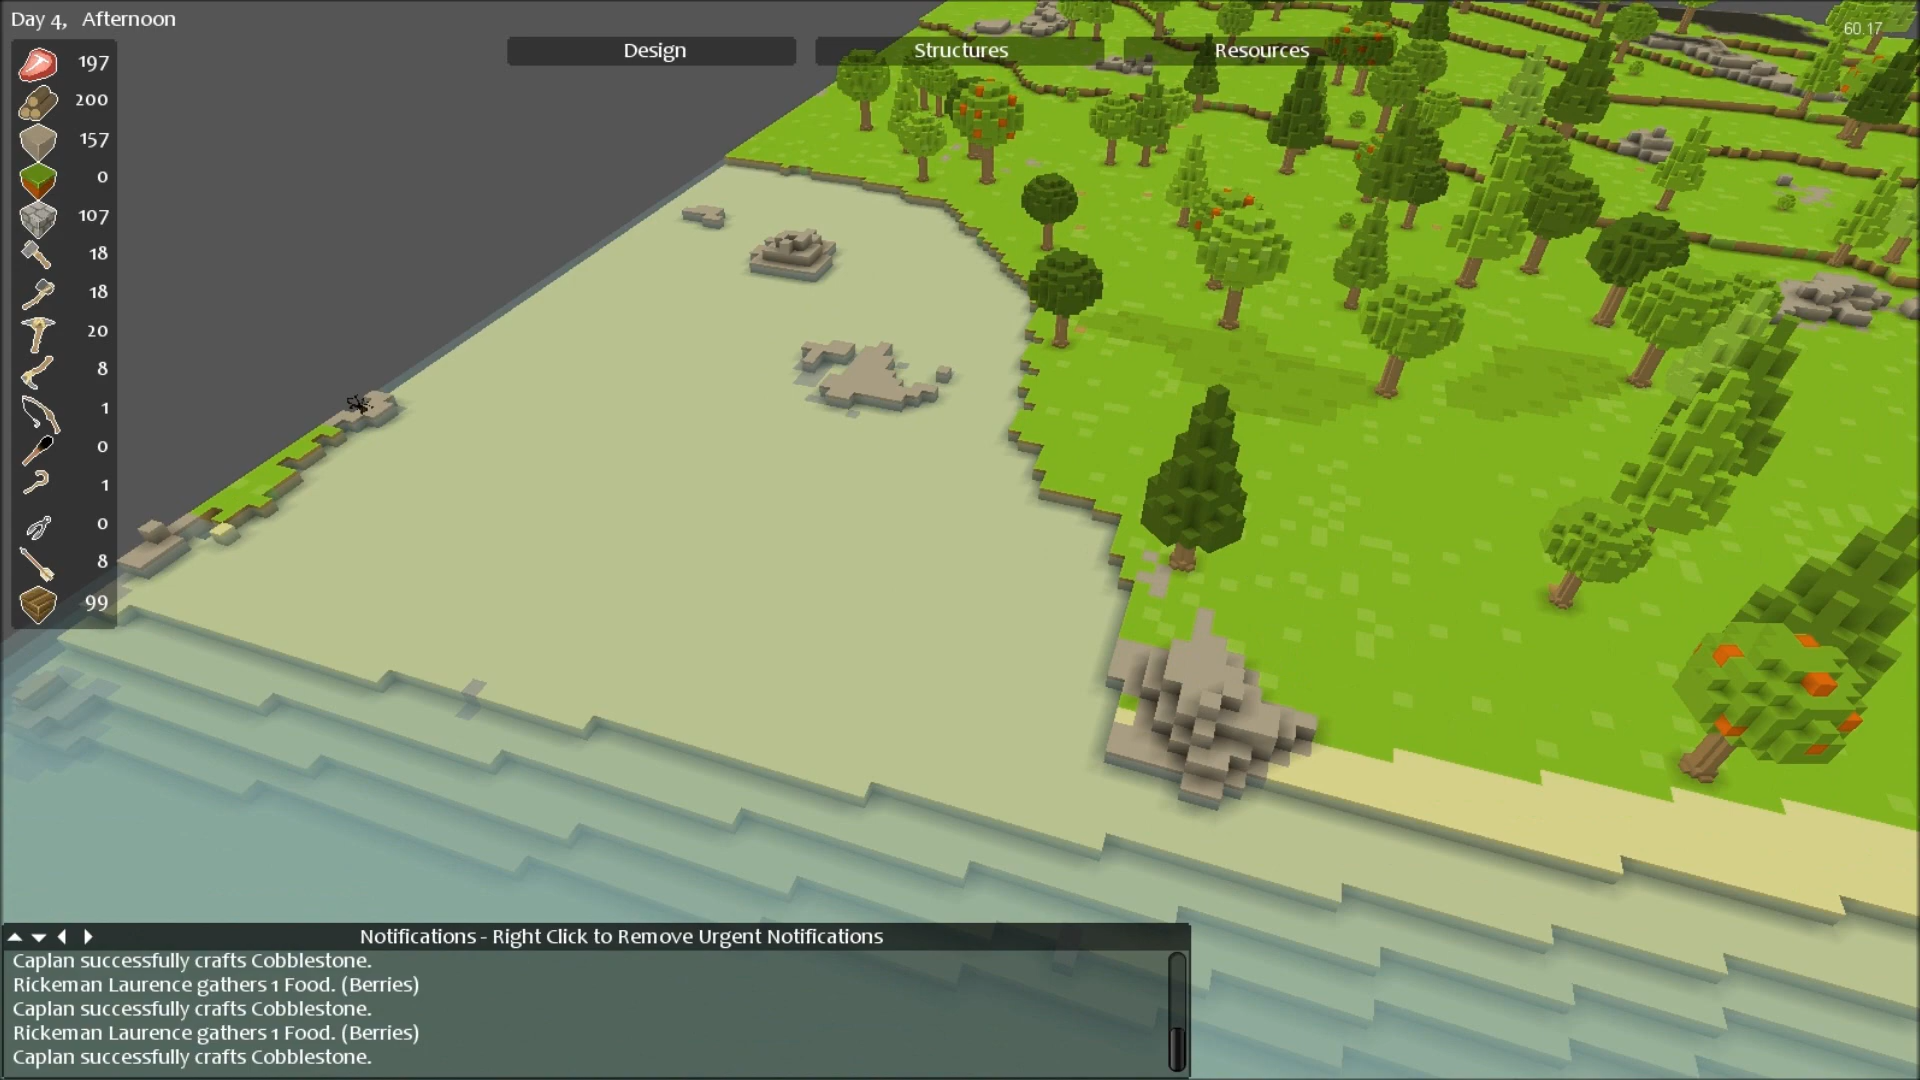 Day 4, Afternoon
Design
Structures
Resources
60.17
197
200
157
0
107
18
18
20
8
1
0
1
0
8
99
Notifications - Right Click to Remove Urgent Notifications
Caplan successfully crafts Cobblestone.
Rickeman Laurence gathers 1 Food. (Berries)
Caplan successfully crafts Cobblestone.
Rickeman Laurence gathers 1 Food. (Berries)
Caplan successfully crafts Cobblestone.